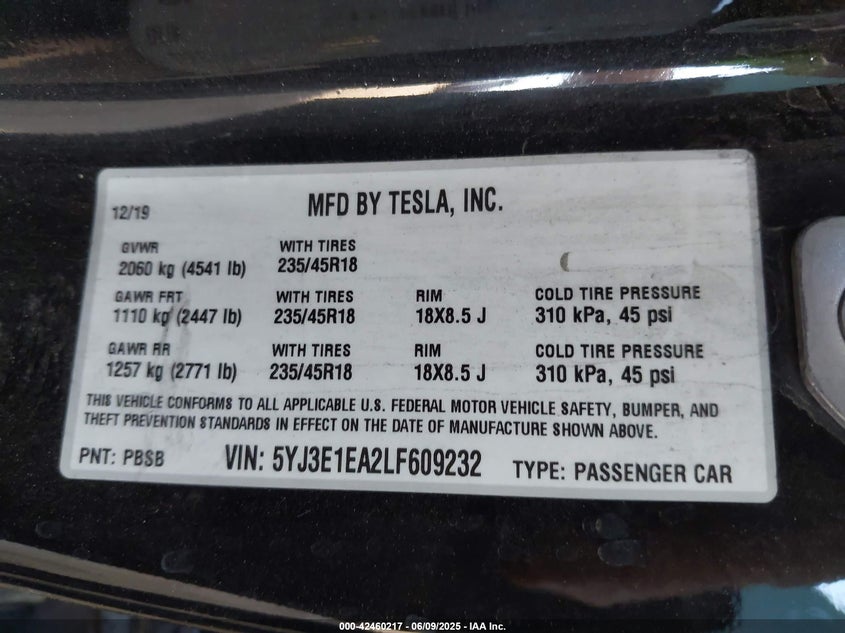 12/19
MFD BY TESLA, INC.
GVWR WITH TIRES
2060 kg (4541 lb) 235/45R18
GAWR FRT WITH TIRES RIM COLD TIRE PRESSURE
1110 kg (2447 lb) 235/45R18 18X8.5 J 310 kPa, 45 psi
GAWR RR WITH TIRES RIM COLD TIRE PRESSURE
1257 kg (2771 lb) 235/45R18 18X8.5 J 310 kPa, 45 psi
THIS VEHICLE CONFORMS TO ALL APPLICABLE U.S. FEDERAL MOTOR VEHICLE SAFETY, BUMPER, AND
THEFT PREVENTION STANDARDS IN EFFECT ON THE DATE OF MANUFACTURE SHOWN ABOVE.
PNT: PBSB VIN: 5YJ3E1EA2LF609232 TYPE: PASSENGER CAR
000-42460217 - 06/09/2025 - IAA Inc.